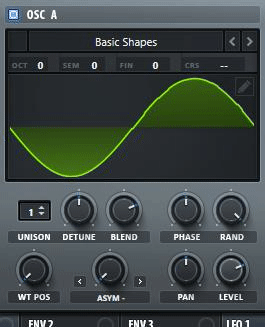 OSC A
Basic Shapes
OCT 0 SEM 0 FIN 0 CRS --
1
UNISON DETUNE BLEND PHASE RAND
WT POS ASYM - PAN LEVEL
ENV 2 ENV 3 LFO 1